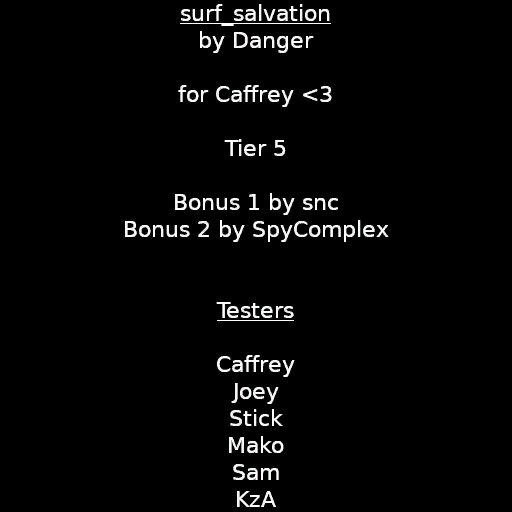 surf_salvation
by Danger
for Caffrey <3
Tier 5
Bonus 1 by snc
Bonus 2 by SpyComplex
Testers
Caffrey
Joey
Stick
Mako
Sam
KzA